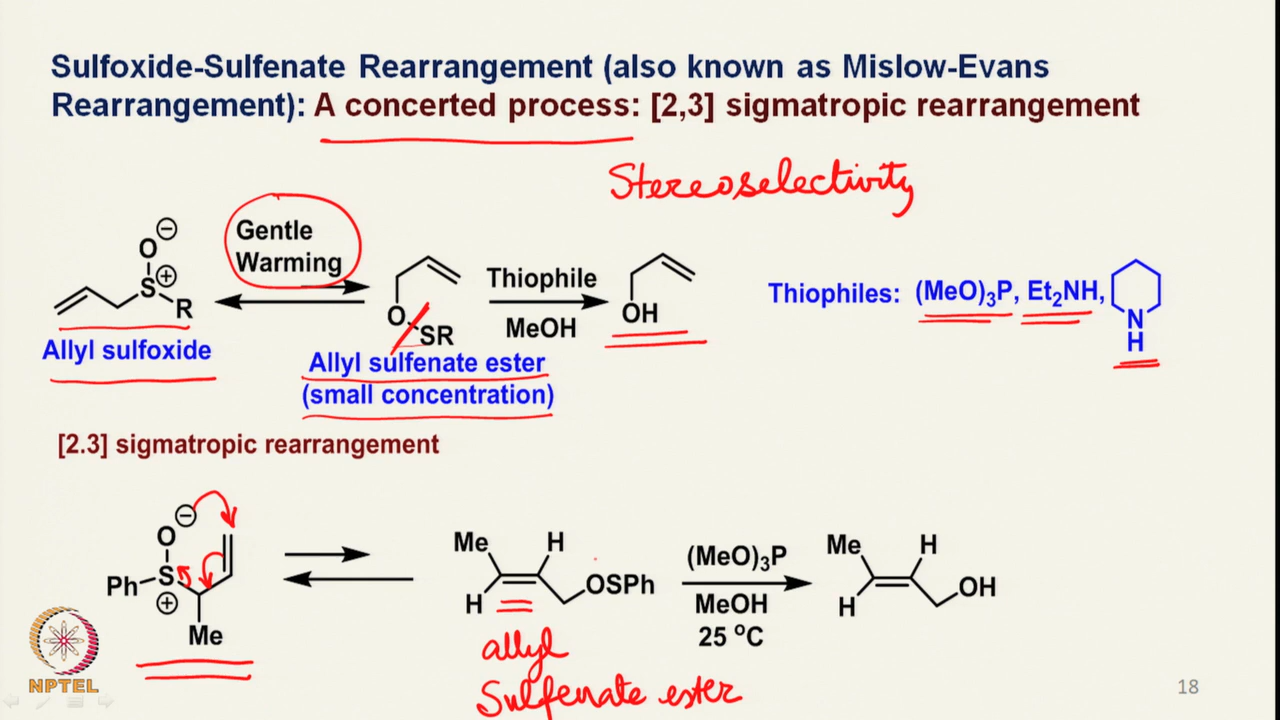 Sulfoxide-Sulfenate Rearrangement (also known as Mislow-Evans
Rearrangement): A concerted process: [2,3] sigmatropic rearrangement
Stereoselectivity
O ⊖
S ⊕
R
Allyl sulfoxide
Gentle
Warming
O
SR
Allyl sulfenate ester
(small concentration)
Thiophile
MeOH
OH
Thiophiles: (MeO)₃P, Et₂NH,
N
H
[2.3] sigmatropic rearrangement
⊖
O
Ph S
⊕
Me
Me H
H OSPh
allyl
Sulfenate ester
(MeO)₃P
MeOH
25 °C
Me H
H OH
NPTEL
18